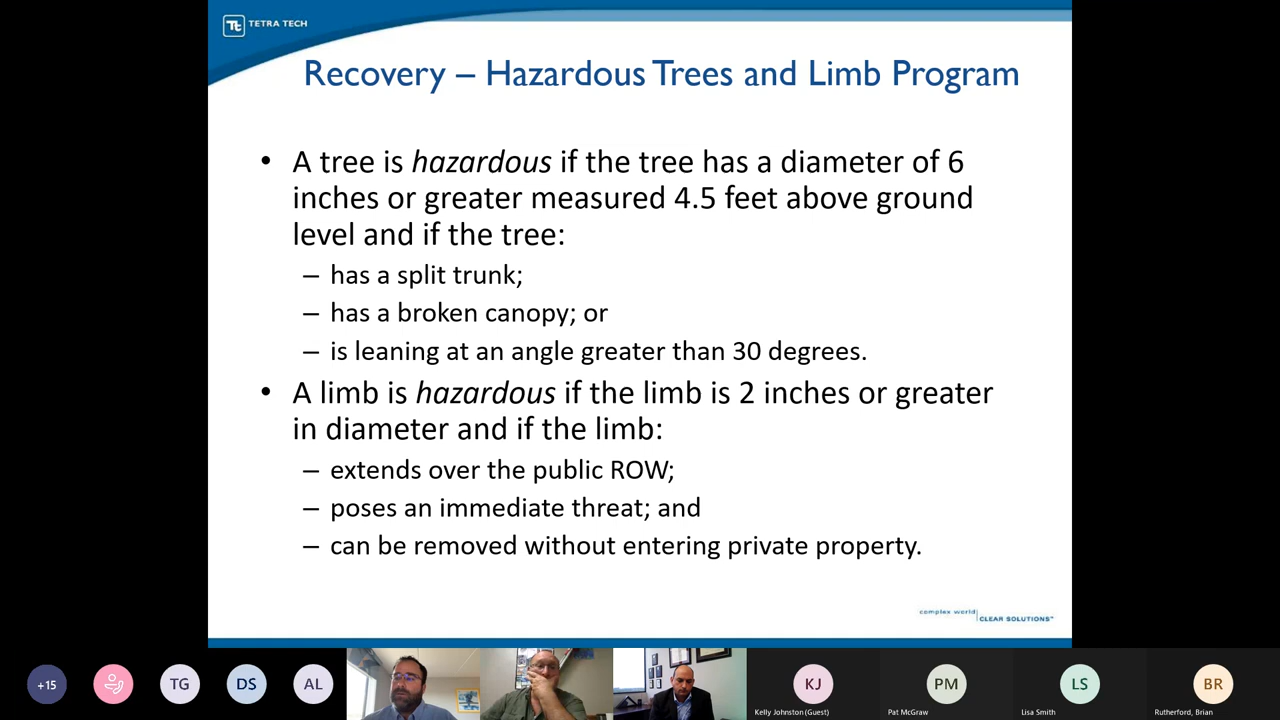 TETRA TECH
Recovery – Hazardous Trees and Limb Program
• A tree is hazardous if the tree has a diameter of 6
inches or greater measured 4.5 feet above ground
level and if the tree:
– has a split trunk;
– has a broken canopy; or
– is leaning at an angle greater than 30 degrees.
• A limb is hazardous if the limb is 2 inches or greater
in diameter and if the limb:
– extends over the public ROW;
– poses an immediate threat; and
– can be removed without entering private property.
complex world
CLEAR SOLUTIONS™
+15
TG
DS
AL
KJ
PM
LS
BR
Kelly Johnston (Guest)
Pat McGraw
Lisa Smith
Rutherford, Brian